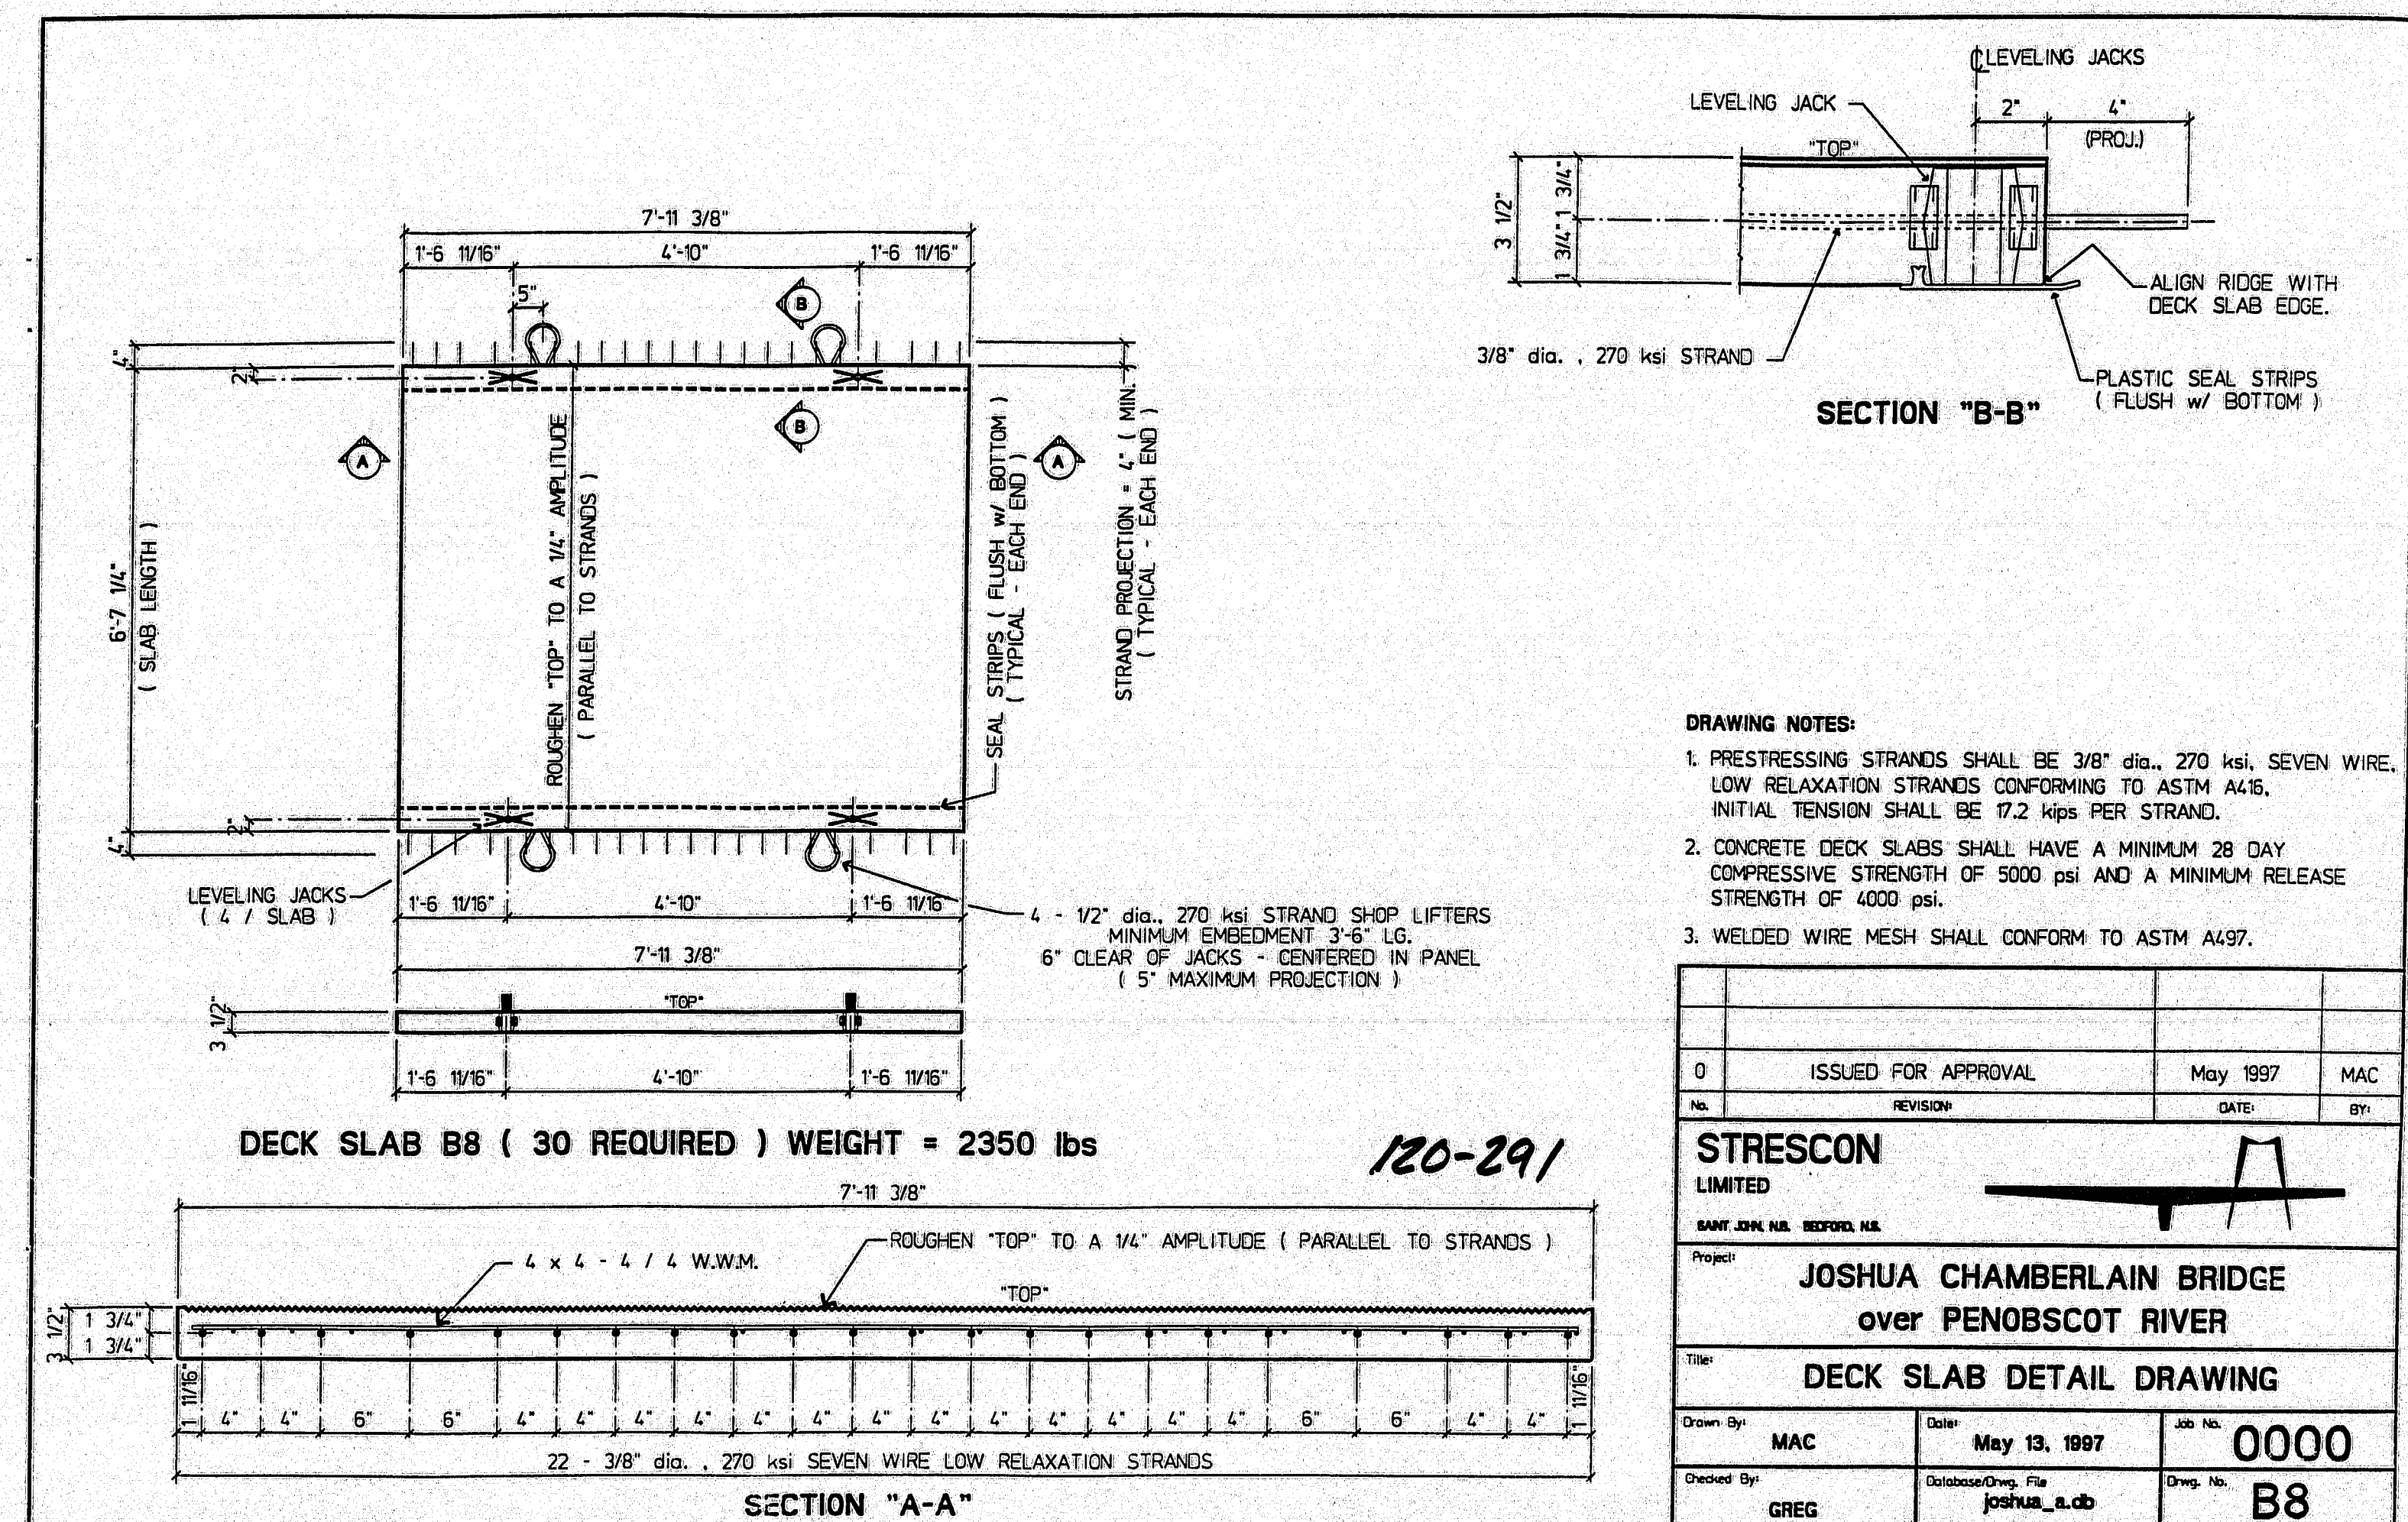 7'-11 3/8"
1'-6 11/16" 4'-10" 1'-6 11/16"
5"
B
4"
2"
B
A
A
6'-7 1/4"
( SLAB LENGTH )
ROUGHEN "TOP" TO A 1/4" AMPLITUDE
( PARALLEL TO STRANDS )
SEAL STRIPS ( FLUSH w/ BOTTOM )
( TYPICAL - EACH END )
STRAND PROJECTION = 4" ( MIN. )
( TYPICAL - EACH END )
2"
4"
LEVELING JACKS
( 4 / SLAB )
1'-6 11/16" 4'-10" 1'-6 11/16"
7'-11 3/8"
4 - 1/2" dia., 270 ksi STRAND SHOP LIFTERS
MINIMUM EMBEDMENT 3'-6" LG.
6" CLEAR OF JACKS - CENTERED IN PANEL
( 5" MAXIMUM PROJECTION )
"TOP"
3 1/2"
1'-6 11/16" 4'-10" 1'-6 11/16"
DECK SLAB B8 ( 30 REQUIRED ) WEIGHT = 2350 lbs
120-291
7'-11 3/8"
4 x 4 - 4 / 4 W.W.M.
ROUGHEN "TOP" TO A 1/4" AMPLITUDE ( PARALLEL TO STRANDS )
"TOP"
3 1/2"
1 3/4"
1 3/4"
1 11/16" 4" 4" 6" 6" 4" 4" 4" 4" 4" 4" 4" 4" 4" 4" 4" 4" 4" 6" 6" 4" 4" 1 11/16"
22 - 3/8" dia. , 270 ksi SEVEN WIRE LOW RELAXATION STRANDS
SECTION "A-A"
℄ LEVELING JACKS
LEVELING JACK
2" 4"
(PROJ.)
"TOP"
3 1/2"
1 3/4" 1 3/4"
ALIGN RIDGE WITH
DECK SLAB EDGE.
3/8" dia. , 270 ksi STRAND
PLASTIC SEAL STRIPS
( FLUSH w/ BOTTOM )
SECTION "B-B"
DRAWING NOTES:
1. PRESTRESSING STRANDS SHALL BE 3/8" dia., 270 ksi, SEVEN WIRE,
LOW RELAXATION STRANDS CONFORMING TO ASTM A416.
INITIAL TENSION SHALL BE 17.2 kips PER STRAND.
2. CONCRETE DECK SLABS SHALL HAVE A MINIMUM 28 DAY
COMPRESSIVE STRENGTH OF 5000 psi AND A MINIMUM RELEASE
STRENGTH OF 4000 psi.
3. WELDED WIRE MESH SHALL CONFORM TO ASTM A497.
0 ISSUED FOR APPROVAL May 1997 MAC
No. REVISION: DATE: BY:
STRESCON
LIMITED
SAINT JOHN, N.B. BEDFORD, N.S.
Project:
JOSHUA CHAMBERLAIN BRIDGE
over PENOBSCOT RIVER
Title:
DECK SLAB DETAIL DRAWING
Drawn By: MAC
Date: May 13, 1997
Job No. 0000
Checked By: GREG
Database/Drwg. File joshua_a.db
Drwg. No. B8